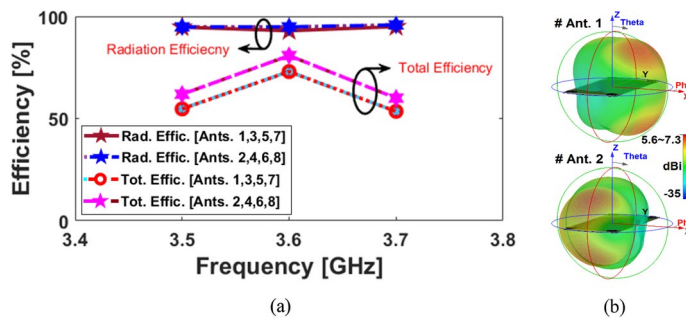 (a)
100
50
0
Efficiency [%]
Radiation Efficiecny
Total Efficiency
Rad. Effic. [Ants. 1,3,5,7]
Rad. Effic. [Ants. 2,4,6,8]
Tot. Effic. [Ants. 1,3,5,7]
Tot. Effic. [Ants. 2,4,6,8]
3.4
3.5
3.6
3.7
3.8
Frequency [GHz]
(a)
# Ant. 1
Z
Theta
Y
Ph
5.6~7.3
dBi
-35
# Ant. 2
Z
Theta
Y
Ph
(b)